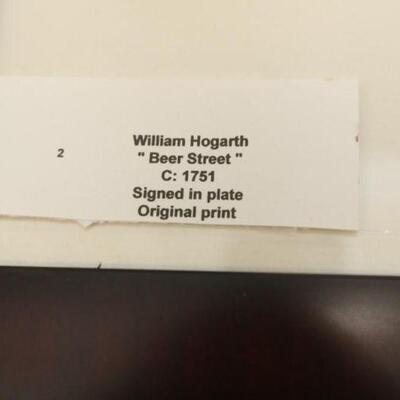 2
William Hogarth
" Beer Street "
C: 1751
Signed in plate
Original print